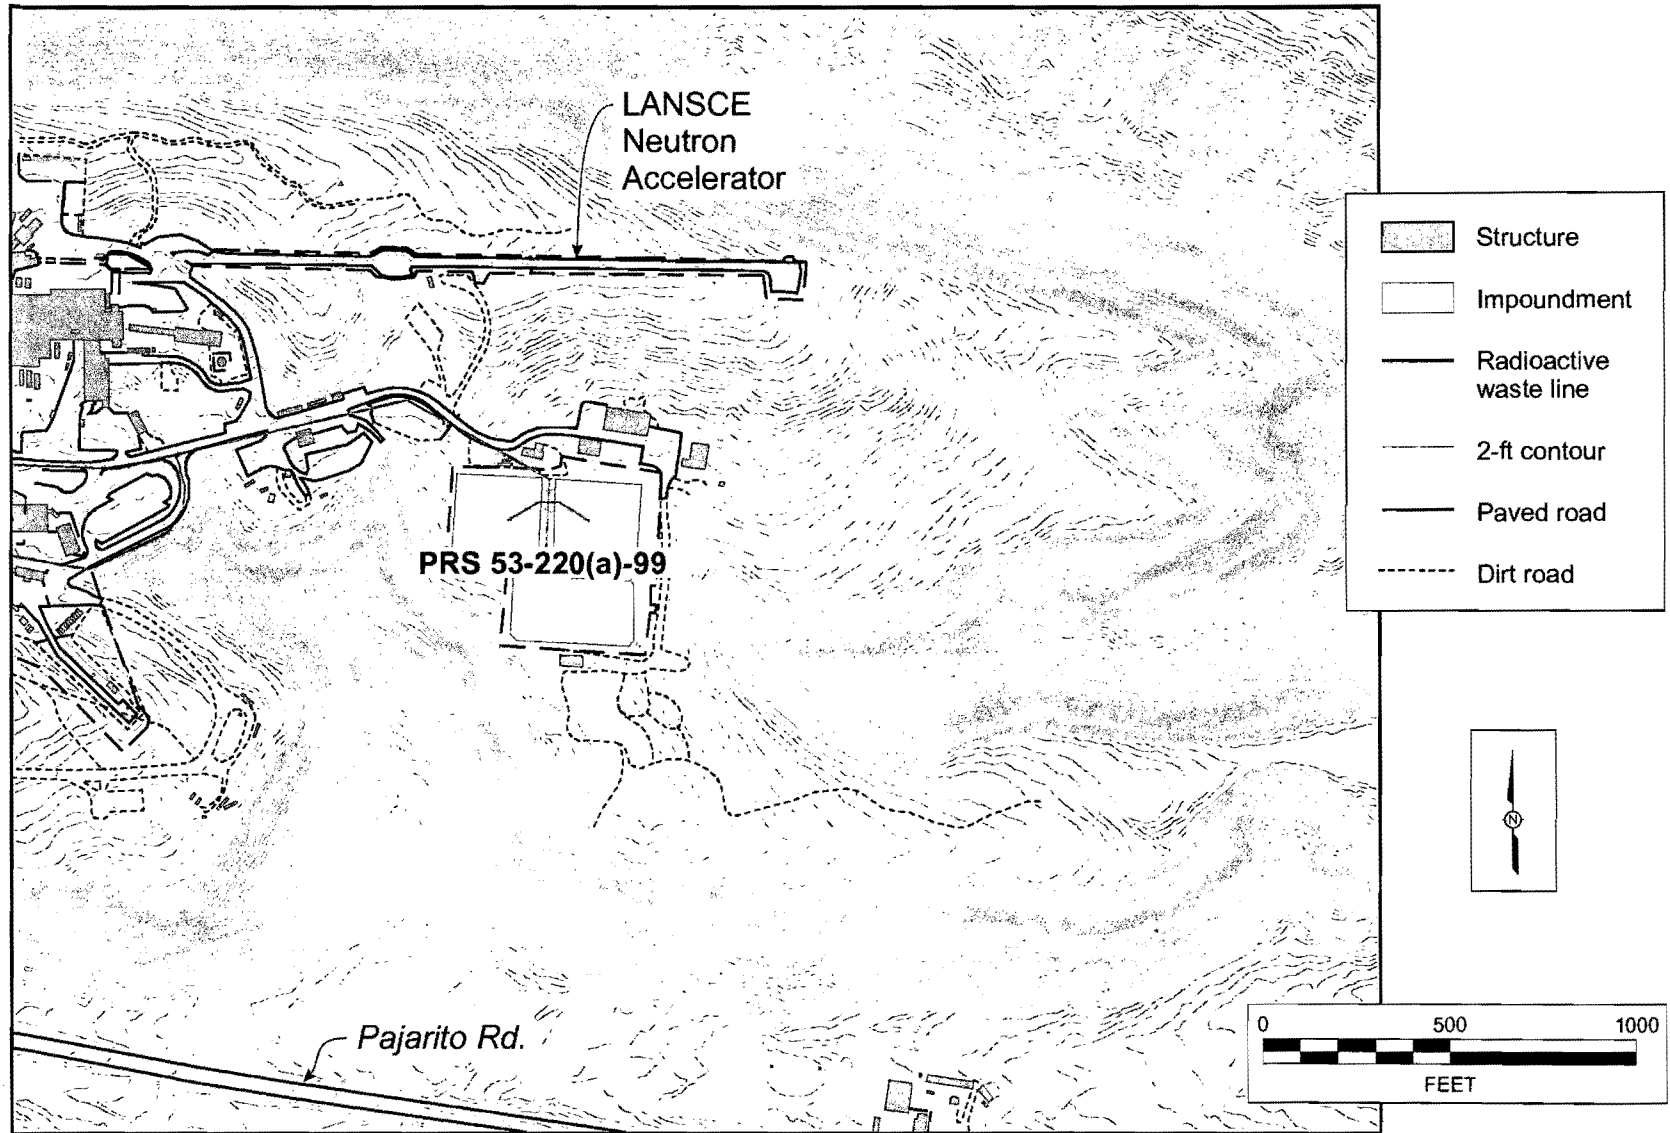 LANSCE
Neutron
Accelerator
Structure
Impoundment
Radioactive
waste line
2-ft contour
Paved road
Dirt road
PRS 53-220(a)-99
N
Pajarito Rd.
0 500 1000
FEET